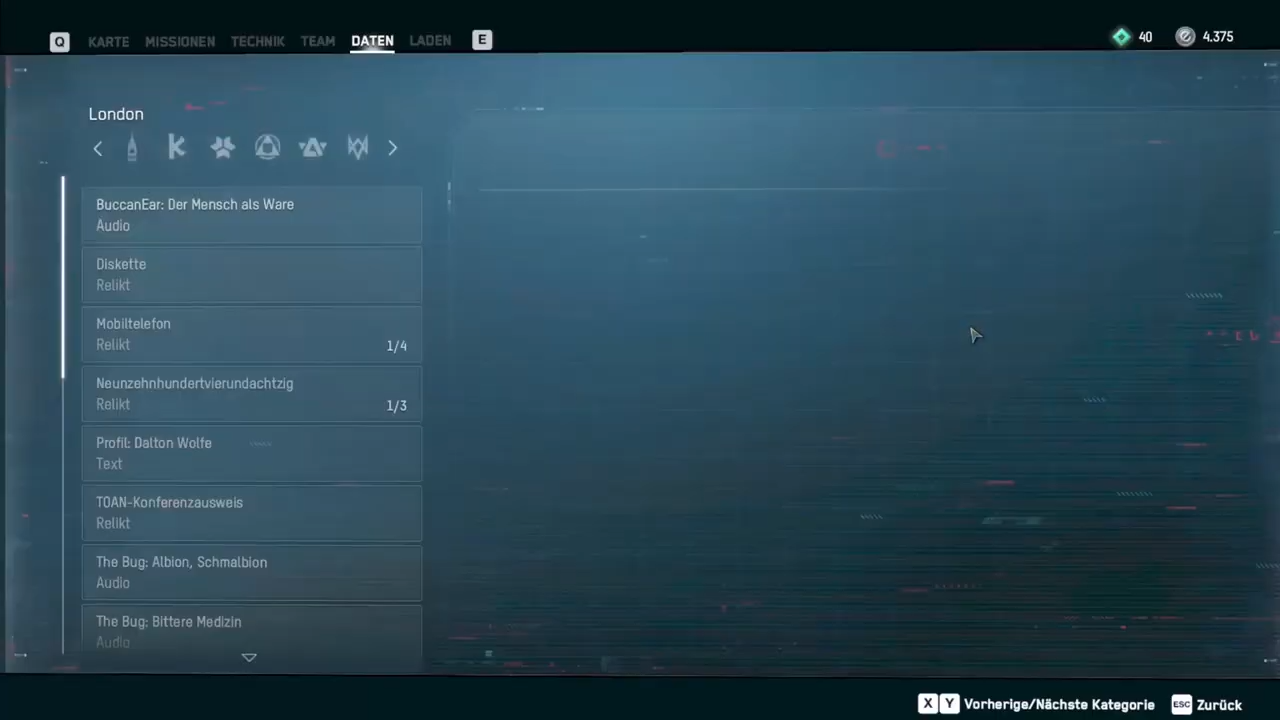 Q KARTE MISSIONEN TECHNIK TEAM DATEN LADEN E 40 4.375
London
BuccanEar: Der Mensch als Ware
Audio
Diskette
Relikt
Mobiltelefon
Relikt 1/4
Neunzehnhundertvierundachtzig
Relikt 1/3
Profil: Dalton Wolfe
Text
TOAN-Konferenzausweis
Relikt
The Bug: Albion, Schmalbion
Audio
The Bug: Bittere Medizin
Audio
X Y Vorherige/Nächste Kategorie ESC Zurück